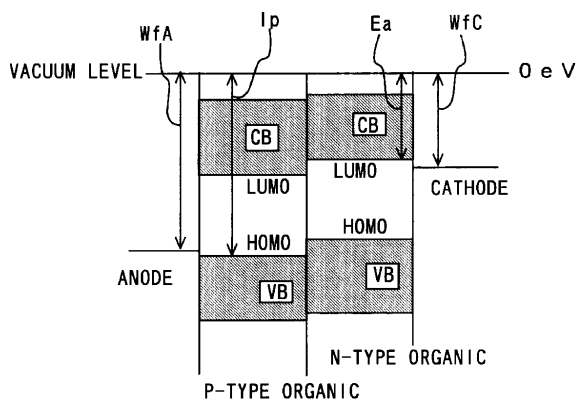 WfA
Ip
Ea
WfC
VACUUM LEVEL
0 eV
CB
CB
LUMO
LUMO
CATHODE
HOMO
HOMO
ANODE
VB
VB
N-TYPE ORGANIC
P-TYPE ORGANIC